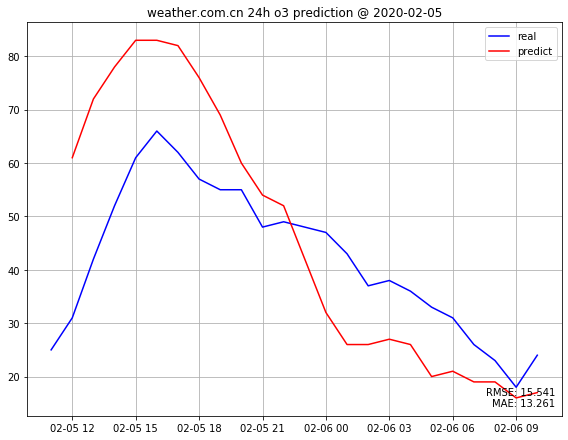 weather.com.cn 24h o3 prediction @ 2020-02-05
real
predict
80
70
60
50
40
30
20
RMSE: 15.541
MAE: 13.261
02-05 12 02-05 15 02-05 18 02-05 21 02-06 00 02-06 03 02-06 06 02-06 09